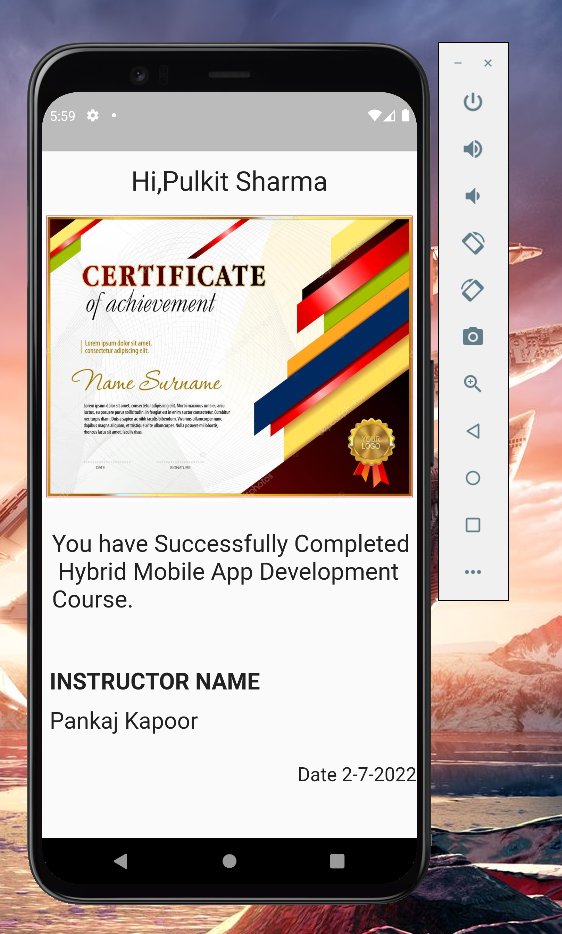 5:59
Hi,Pulkit Sharma
CERTIFICATE
of achievement
Lorem ipsum dolor sit amet,
consectetur adipiscing elit.
Name Surname
DATE
SIGNATURE
YOUR
LOGO
You have Successfully Completed
Hybrid Mobile App Development
Course.
INSTRUCTOR NAME
Pankaj Kapoor
Date 2-7-2022